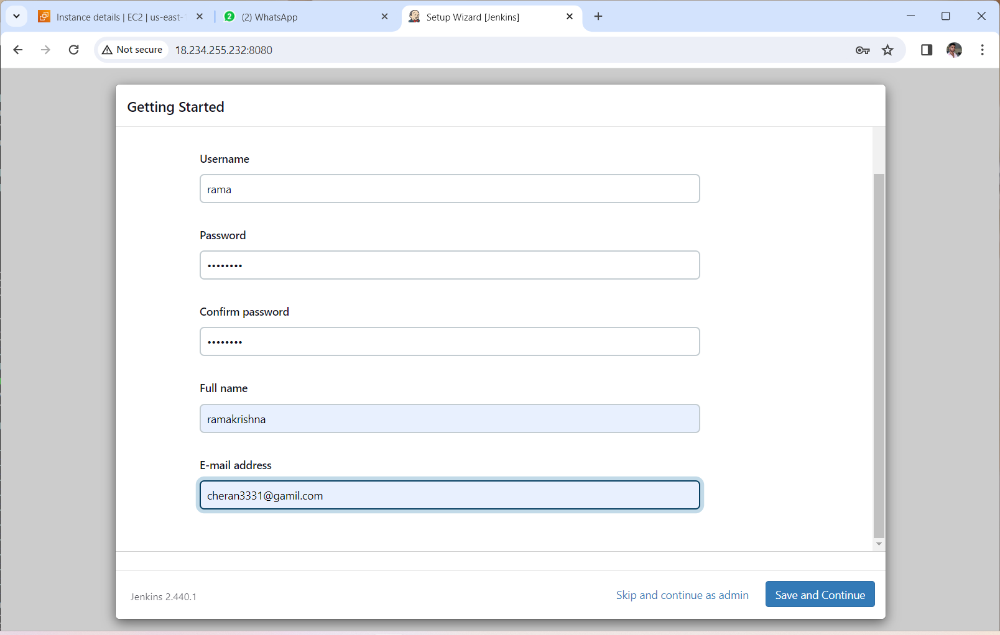 Instance details | EC2 | us-east-1
2 (2) WhatsApp
Setup Wizard [Jenkins]
Not secure
18.234.255.232:8080
Getting Started
Username
rama
Password
••••••••
Confirm password
••••••••
Full name
ramakrishna
E-mail address
cheran3331@gamil.com
Jenkins 2.440.1
Skip and continue as admin
Save and Continue